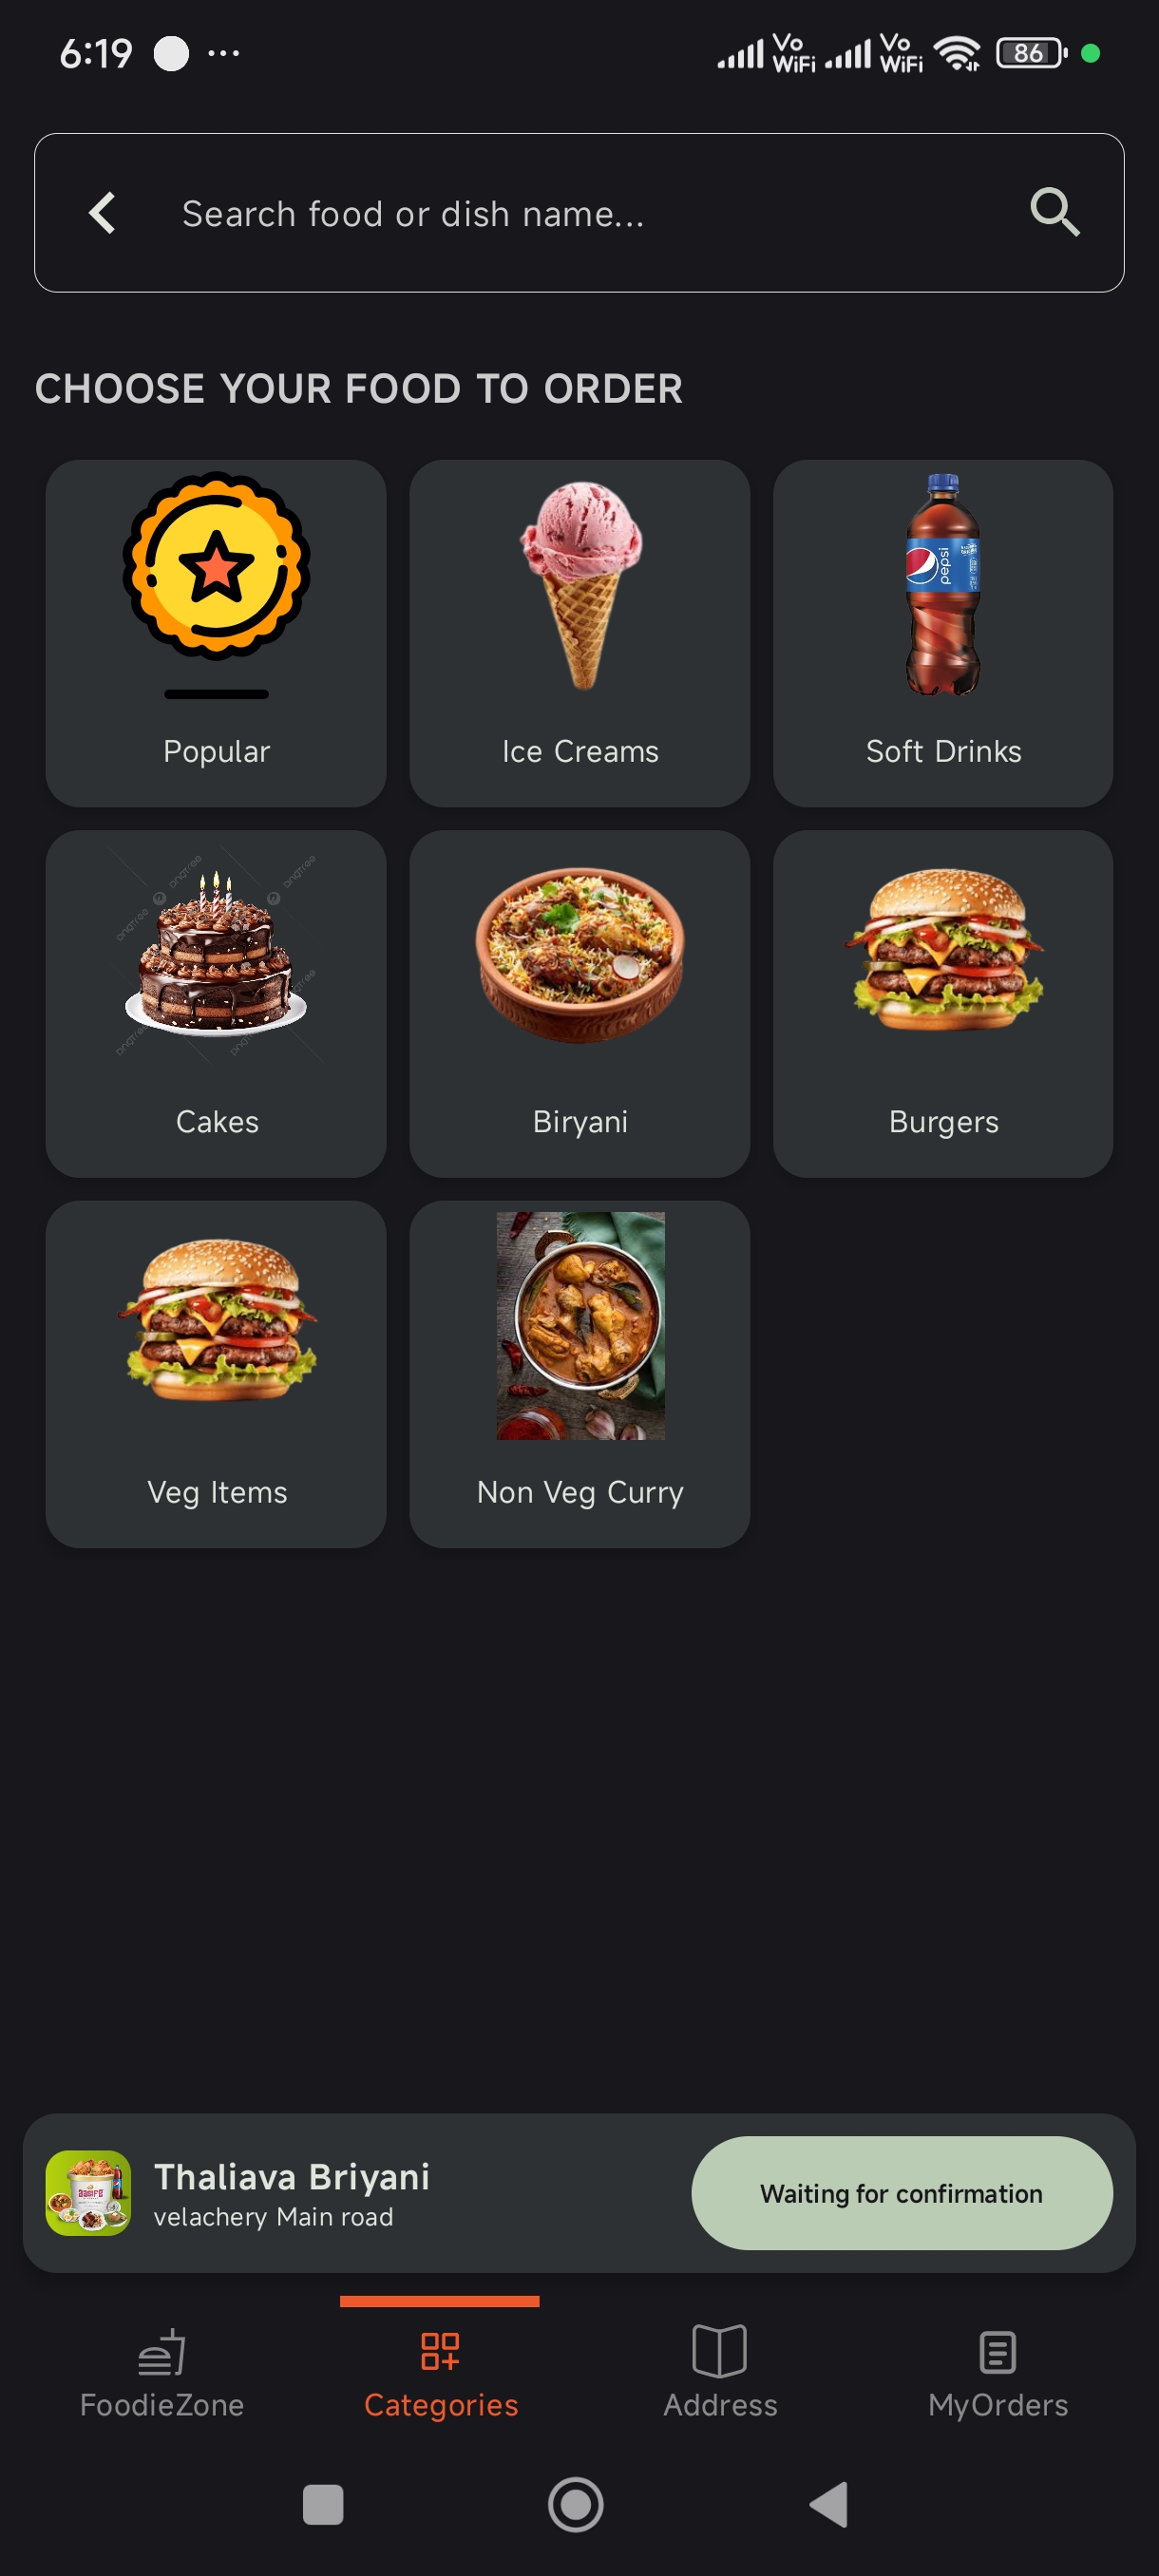 6:19 ...
Vo WiFi Vo WiFi 86
Search food or dish name...
CHOOSE YOUR FOOD TO ORDER
pepsi
Popular
Ice Creams
Soft Drinks
Cakes
Biryani
Burgers
Veg Items
Non Veg Curry
Thaliava Briyani
velachery Main road
Waiting for confirmation
FoodieZone
Categories
Address
MyOrders